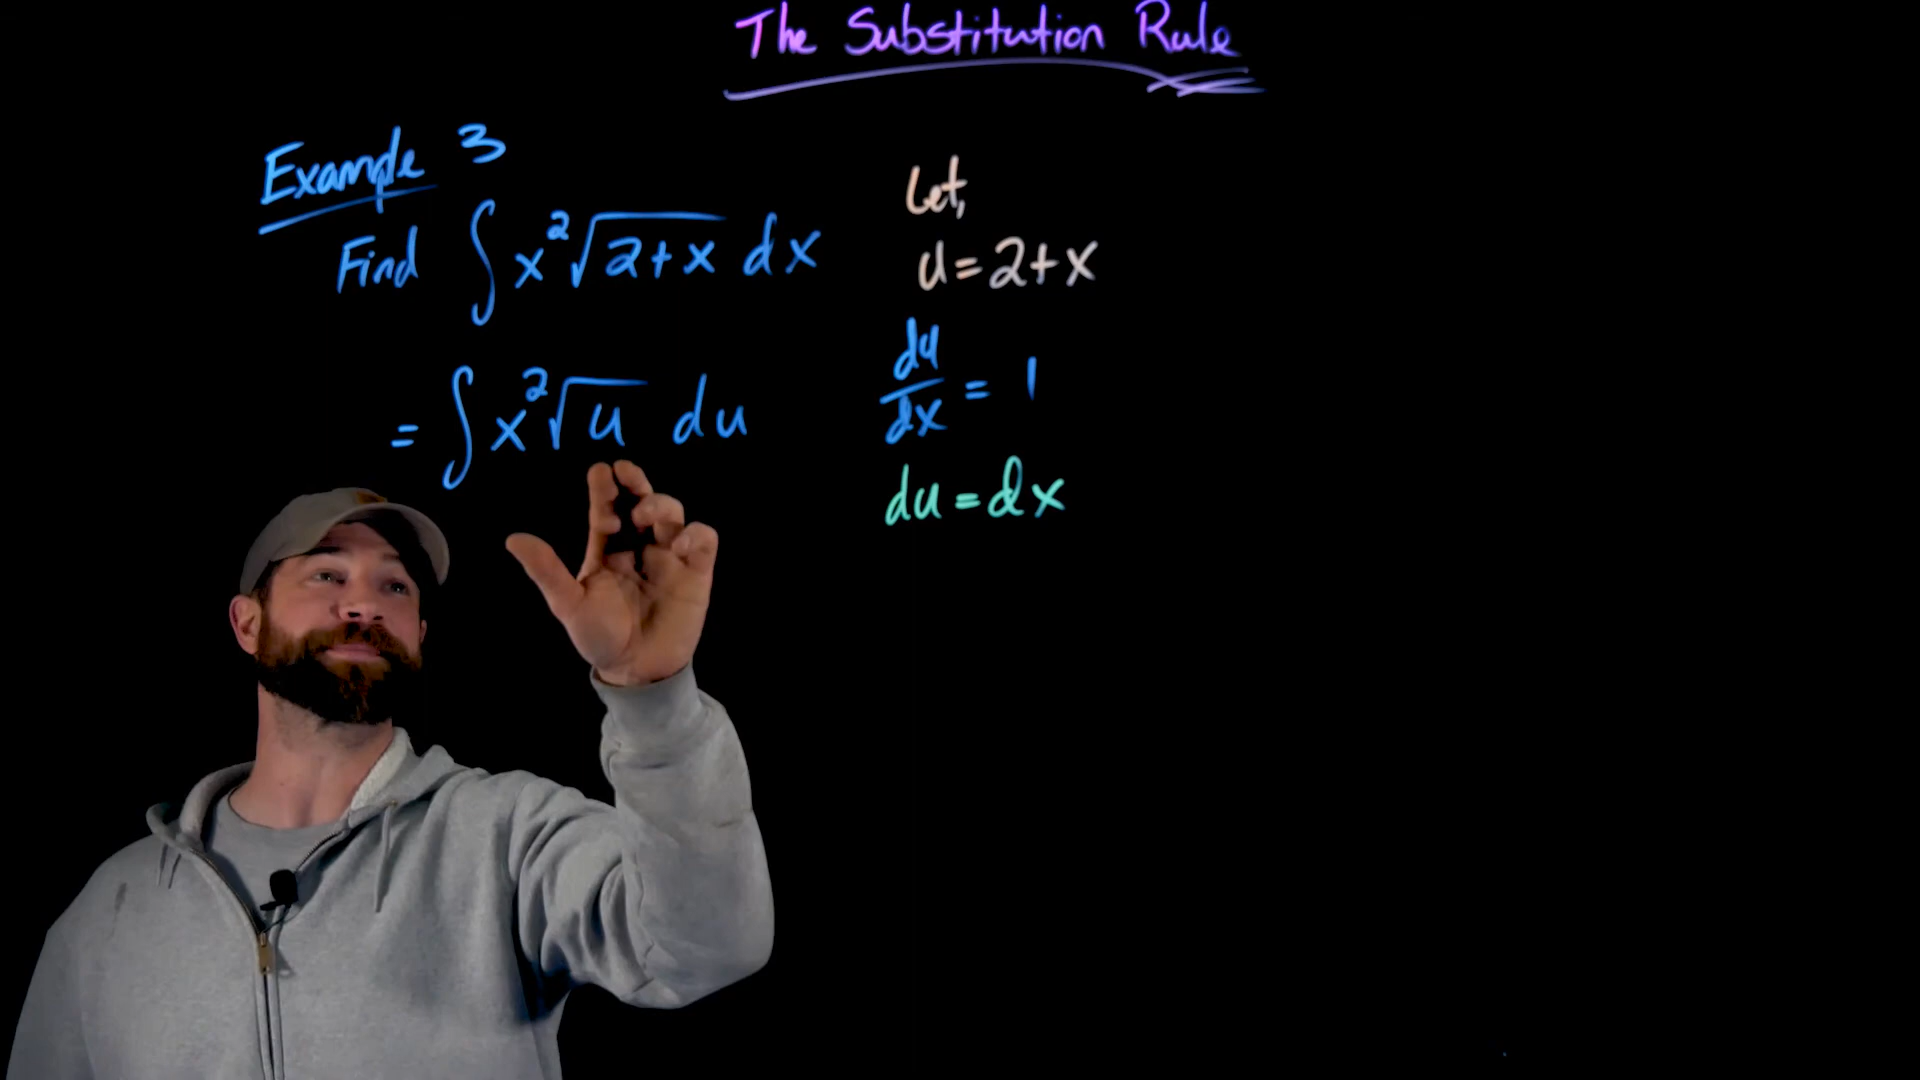 The Substitution Rule
Example 3
Find ∫ x²√(2+x) dx
= ∫ x²√u du
Let,
u = 2+x
du/dx = 1
du = dx